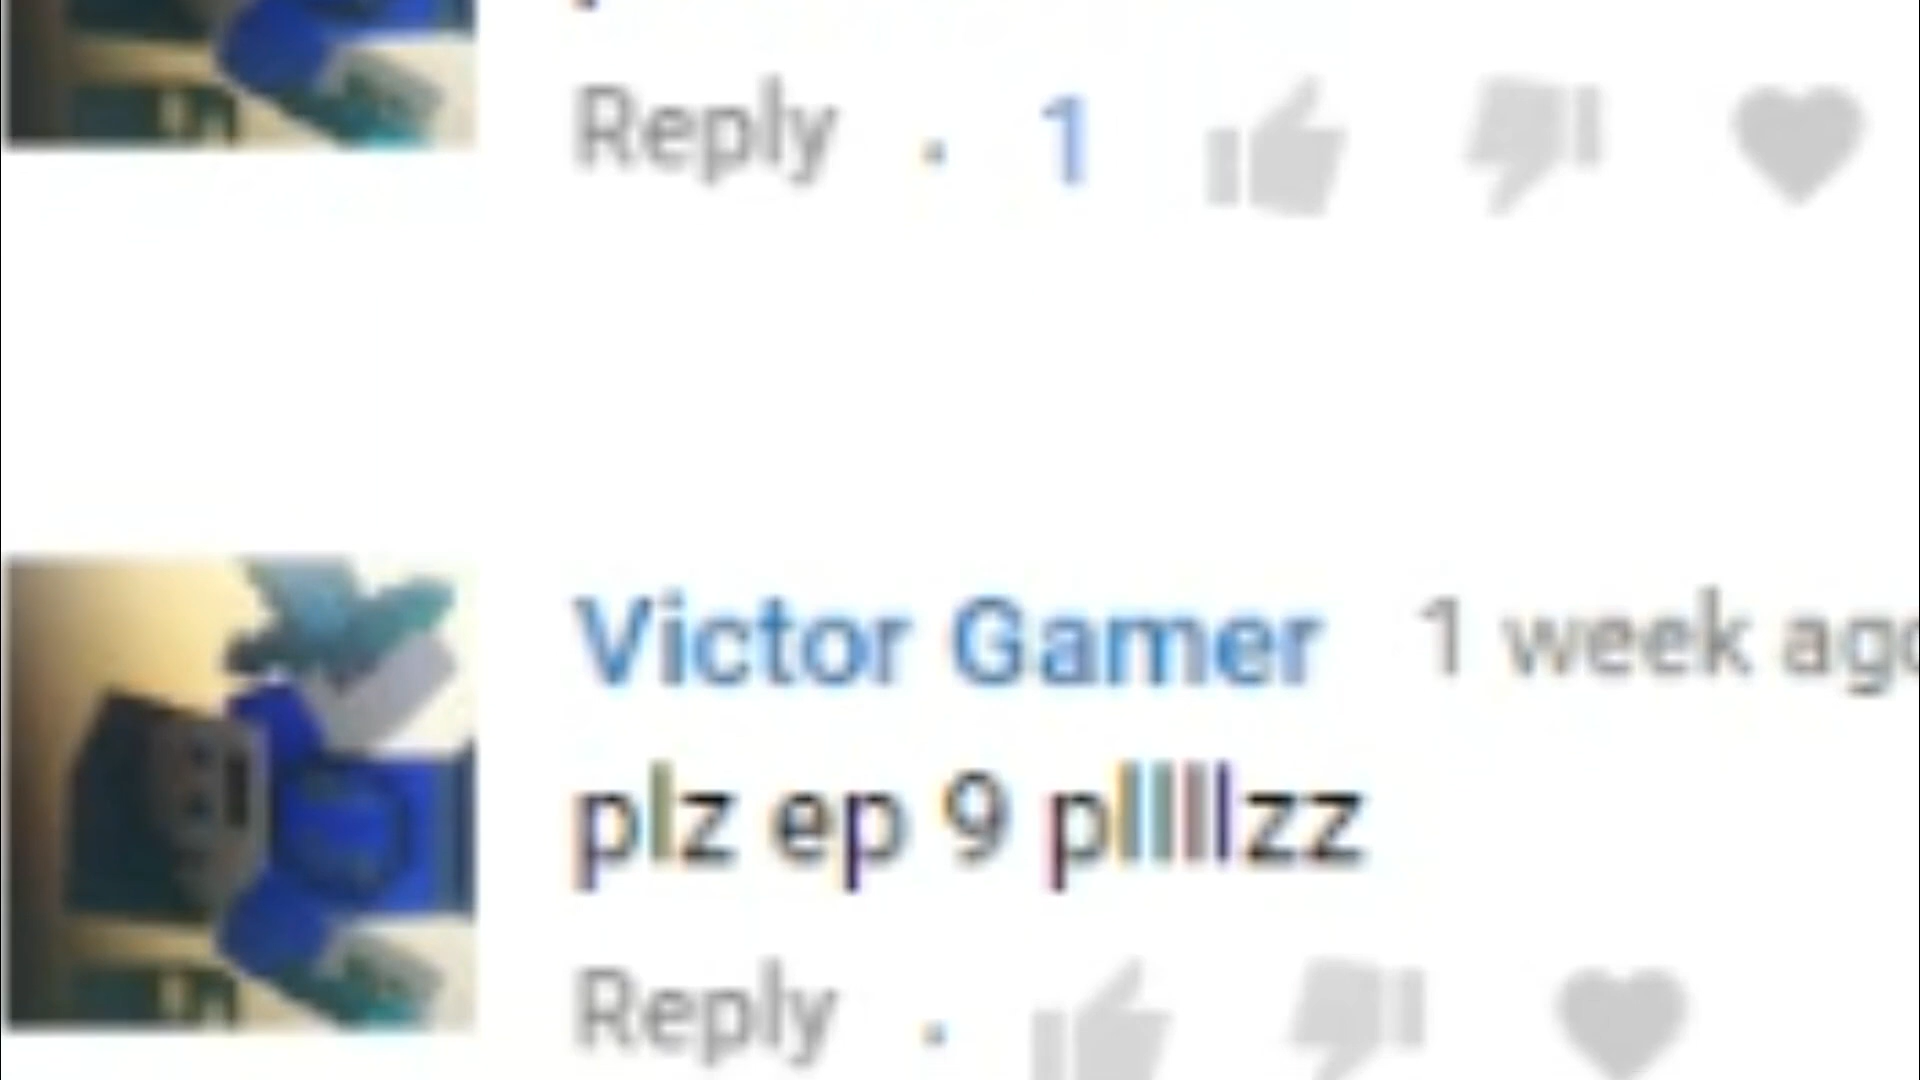 Reply · 1
Victor Gamer 1 week ago
plz ep 9 pllllzz
Reply ·